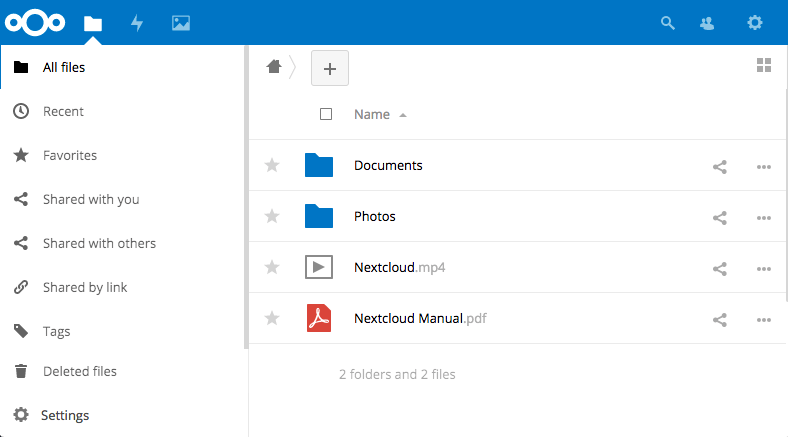 All files
Recent
Favorites
Shared with you
Shared with others
Shared by link
Tags
Deleted files
Settings
Name
Documents
Photos
Nextcloud.mp4
Nextcloud Manual.pdf
2 folders and 2 files